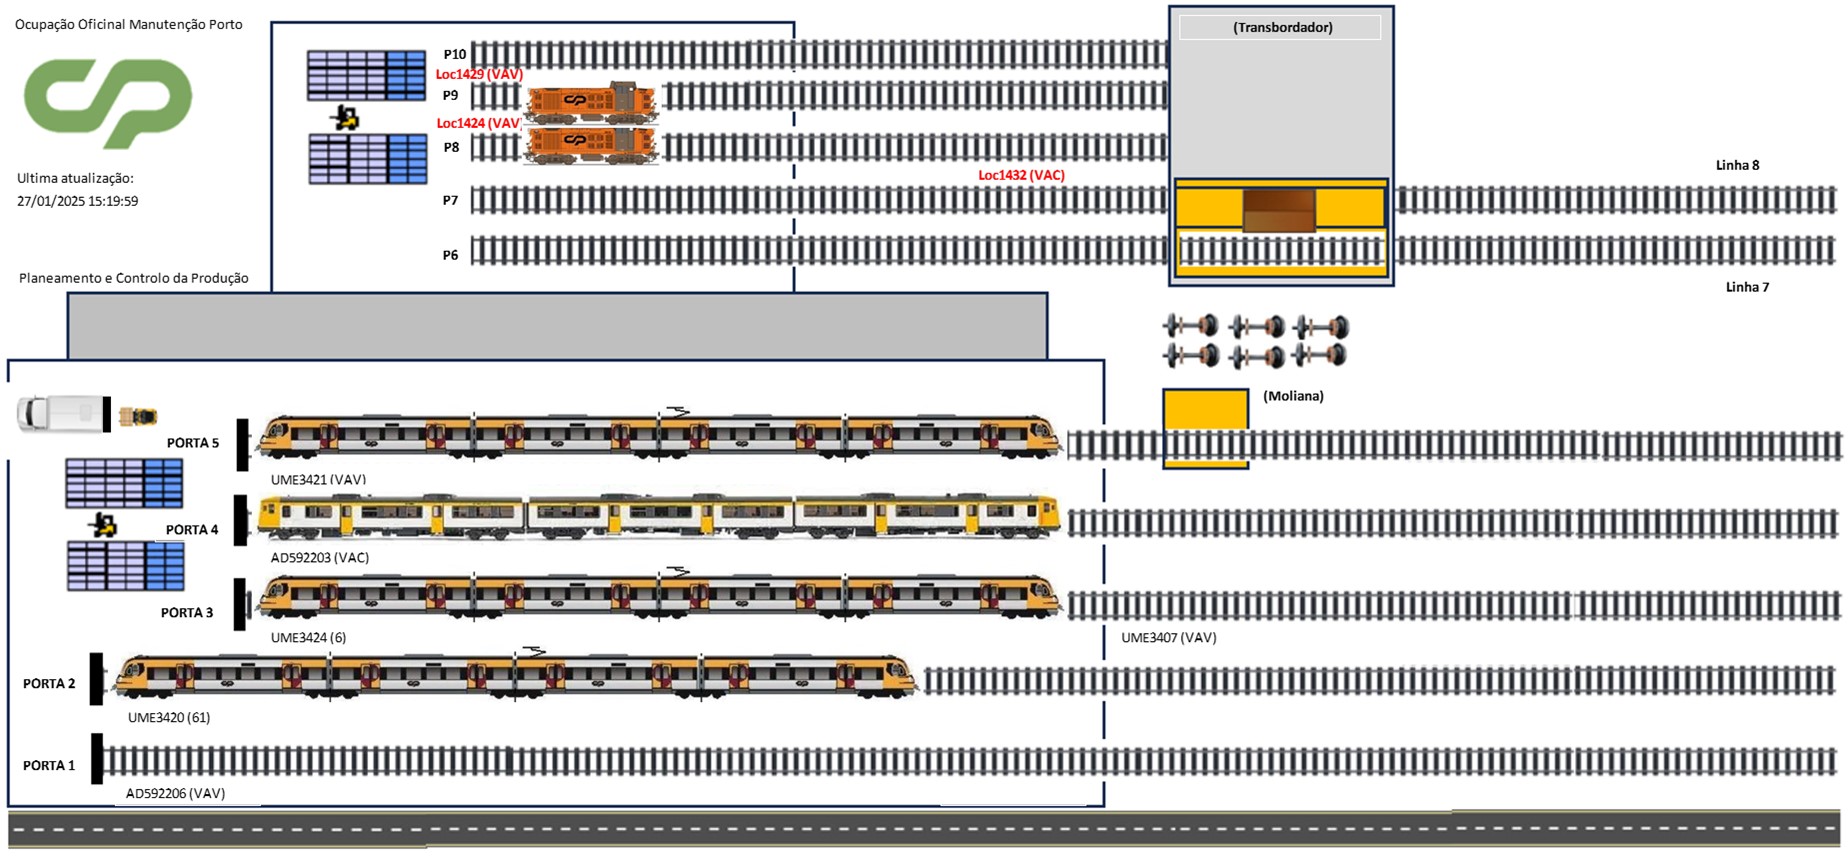 Ocupação Oficinal Manutenção Porto
Ultima atualização:
27/01/2025 15:19:59
Planeamento e Controlo da Produção
P10
Loc1429 (VAV)
P9
Loc1424 (VAV)
P8
Loc1432 (VAC)
P7
P6
(Transbordador)
Linha 8
Linha 7
(Moliana)
PORTA 5
UME3421 (VAV)
PORTA 4
AD592203 (VAC)
PORTA 3
UME3424 (6)
UME3407 (VAV)
PORTA 2
UME3420 (61)
PORTA 1
AD592206 (VAV)